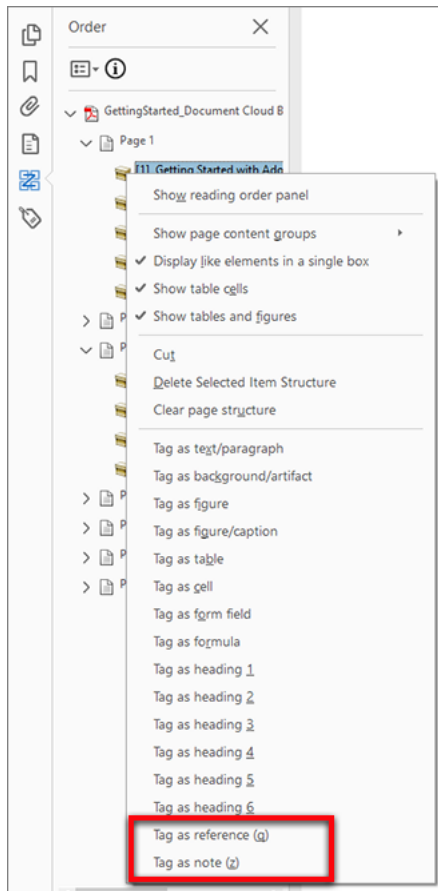 Order
GettingStarted_Document Cloud B
Page 1
[1] Getting Started with Ado
Show reading order panel
Show page content groups
Display like elements in a single box
Show table cells
Show tables and figures
Cut
Delete Selected Item Structure
Clear page structure
Tag as text/paragraph
Tag as background/artifact
Tag as figure
Tag as figure/caption
Tag as table
Tag as cell
Tag as form field
Tag as formula
Tag as heading 1
Tag as heading 2
Tag as heading 3
Tag as heading 4
Tag as heading 5
Tag as heading 6
Tag as reference (q)
Tag as note (z)